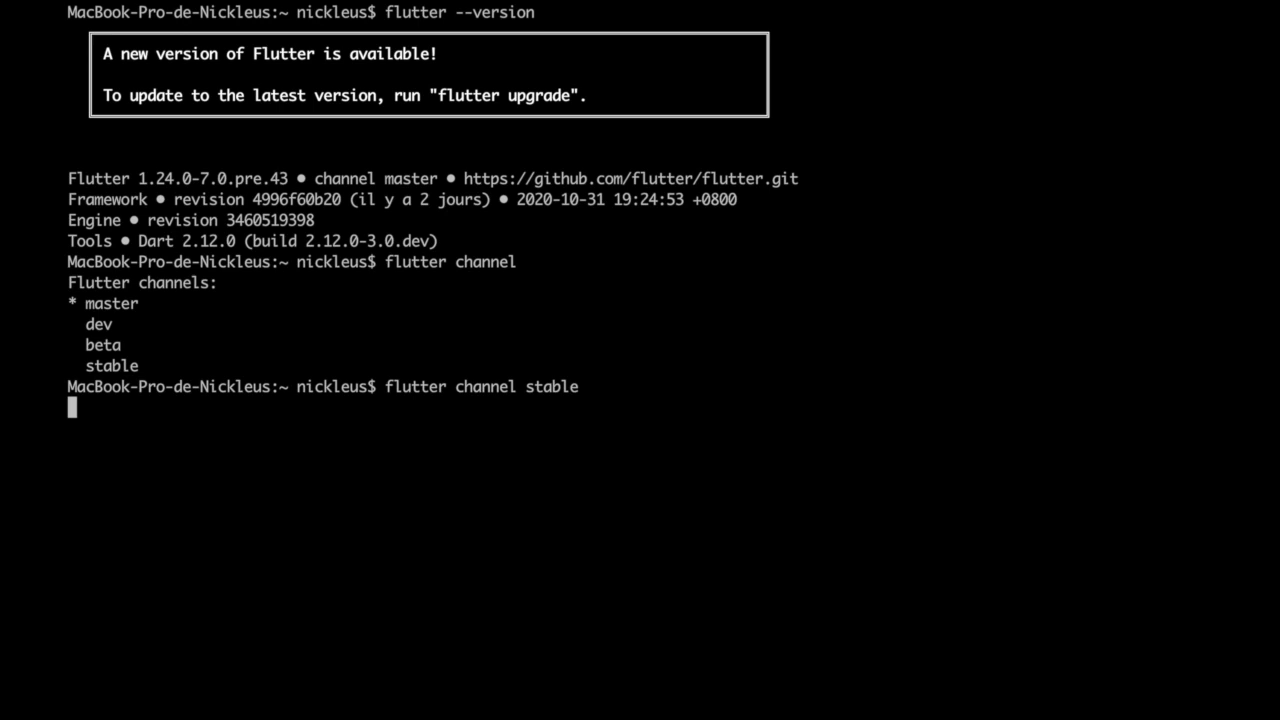 MacBook-Pro-de-Nickleus:~ nickleus$ flutter --version
A new version of Flutter is available!
To update to the latest version, run "flutter upgrade".
Flutter 1.24.0-7.0.pre.43 • channel master • https://github.com/flutter/flutter.git
Framework • revision 4996f60b20 (il y a 2 jours) • 2020-10-31 19:24:53 +0800
Engine • revision 3460519398
Tools • Dart 2.12.0 (build 2.12.0-3.0.dev)
MacBook-Pro-de-Nickleus:~ nickleus$ flutter channel
Flutter channels:
* master
dev
beta
stable
MacBook-Pro-de-Nickleus:~ nickleus$ flutter channel stable